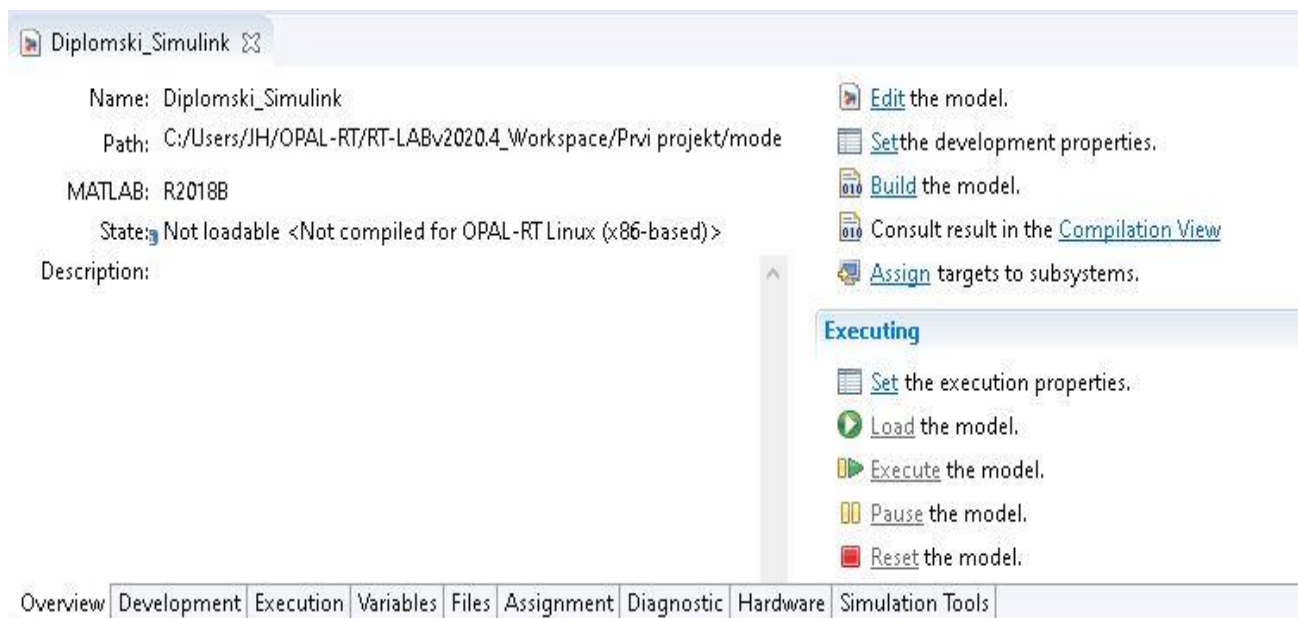 Diplomski_Simulink
Name: Diplomski_Simulink
Path: C:/Users/JH/OPAL-RT/RT-LABv2020.4_Workspace/Prvi projekt/mode
MATLAB: R2018B
State: Not loadable <Not compiled for OPAL-RT Linux (x86-based)>
Description:
Edit the model.
Setthe development properties.
Build the model.
Consult result in the Compilation View
Assign targets to subsystems.
Executing
Set the execution properties.
Load the model.
Execute the model.
Pause the model.
Reset the model.
Overview Development Execution Variables Files Assignment Diagnostic Hardware Simulation Tools